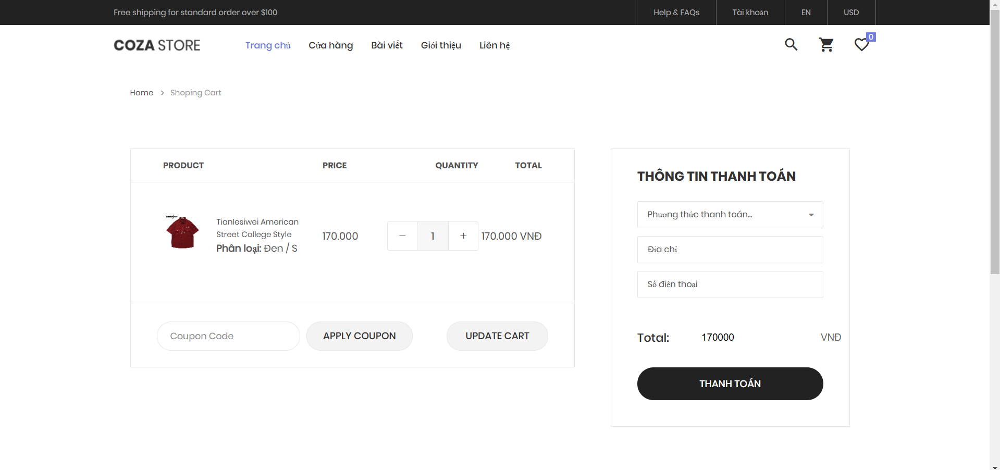 Free shipping for standard order over $100
Help & FAQs
Tài khoản
EN
USD
COZA STORE
Trang chủ
Cửa hàng
Bài viết
Giới thiệu
Liên hệ
0
Home > Shoping Cart
PRODUCT
PRICE
QUANTITY
TOTAL
Tianlesiwei American
Street College Style
Phân loại: Đen / S
170.000
− 1 +
170.000 VNĐ
Coupon Code
APPLY COUPON
UPDATE CART
THÔNG TIN THANH TOÁN
Phương thức thanh toán...
Địa chỉ
Số điện thoại
Total: 170000 VNĐ
THANH TOÁN